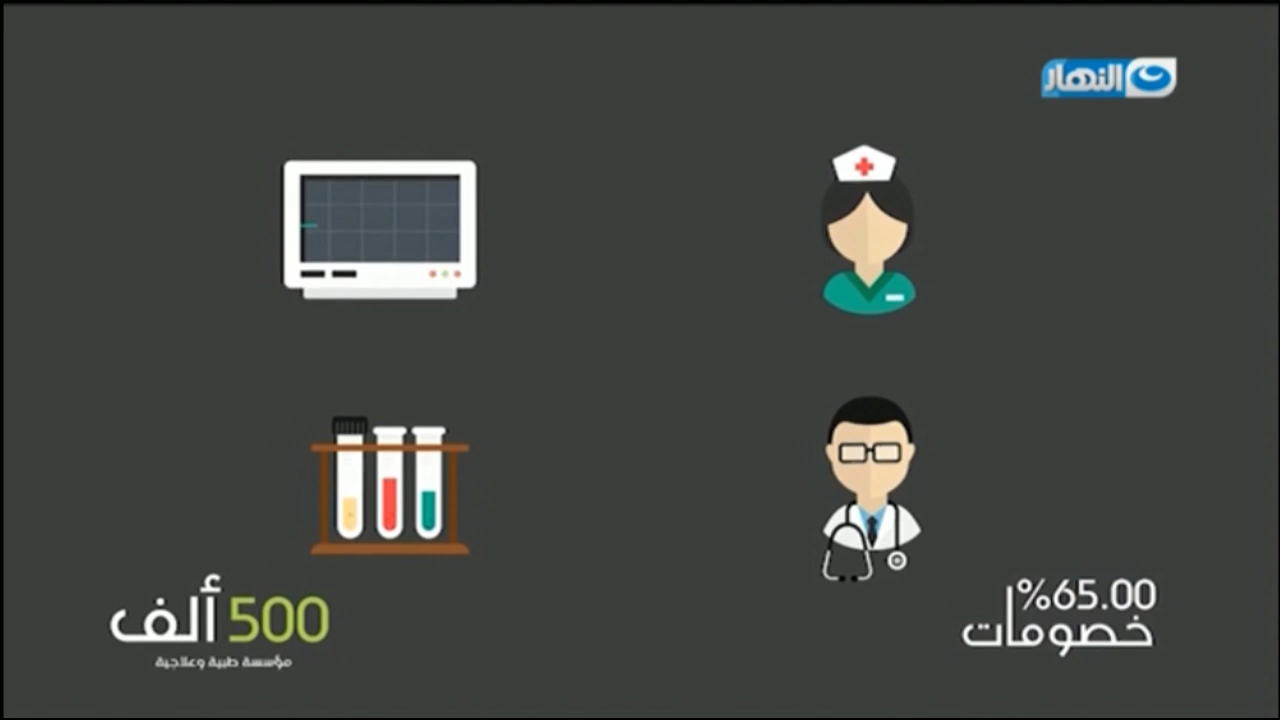 النهار
%65.00
خصومات
500 ألف
مؤسسة طبية وعلاجية